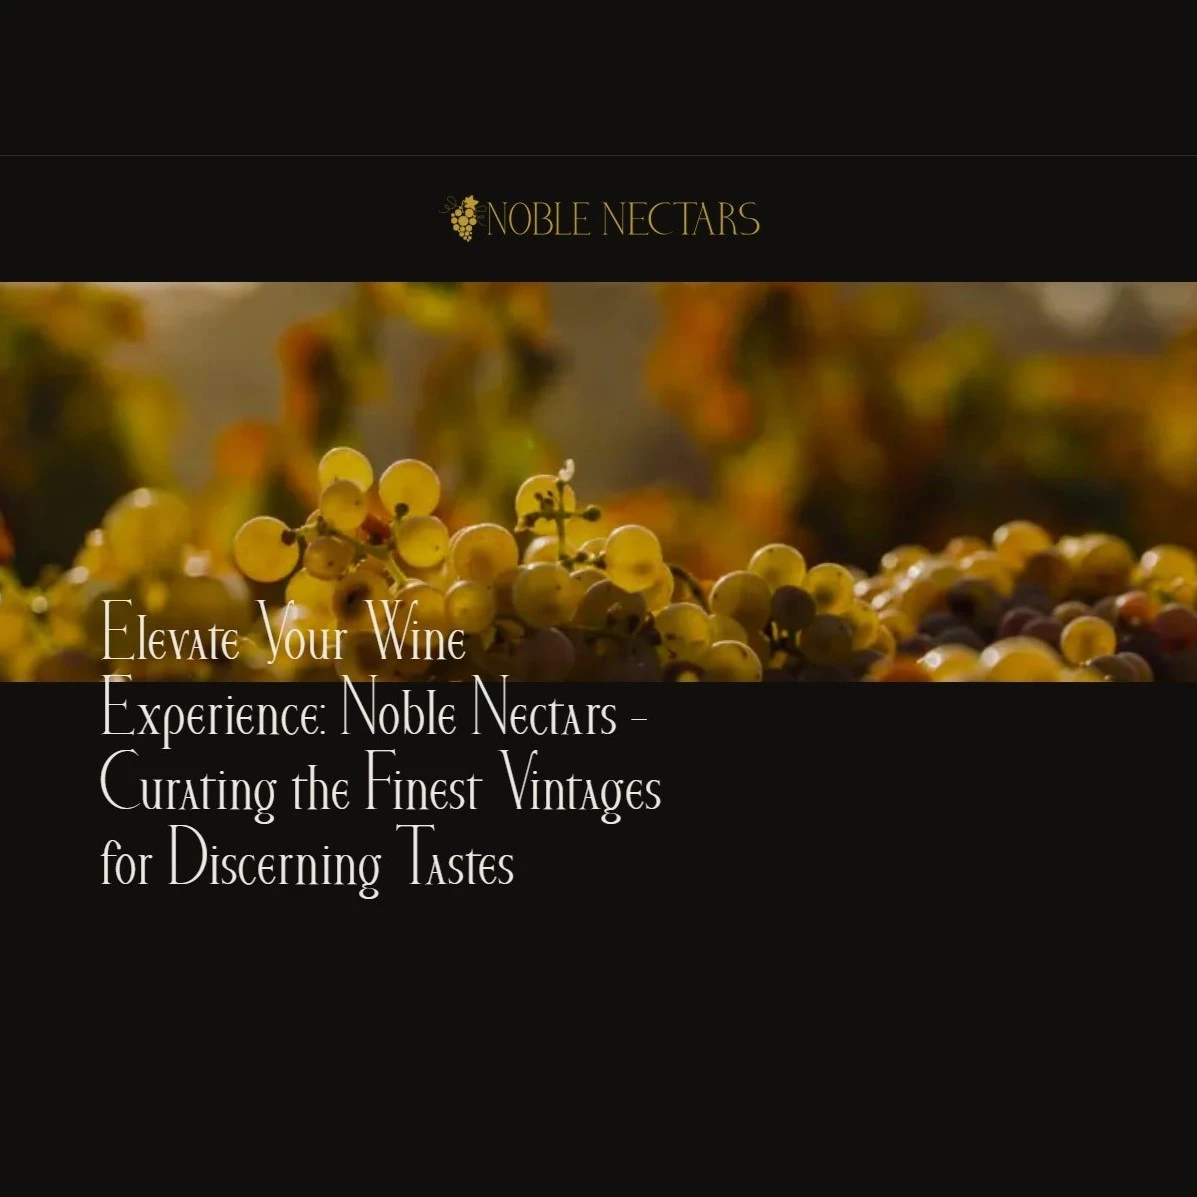 NOBLE NECTARS
Elevate Your Wine
Experience: Noble Nectars -
Curating the Finest Vintages
for Discerning Tastes